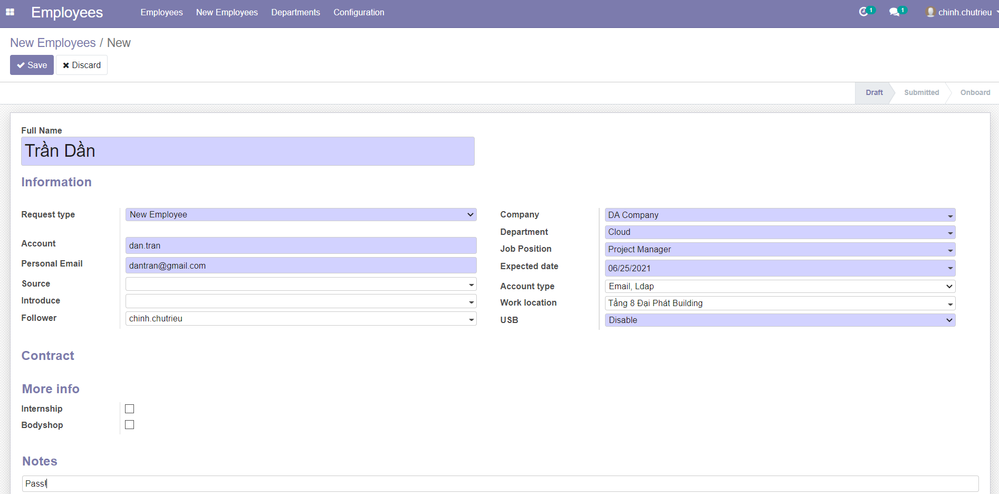 Employees Employees New Employees Departments Configuration 1 1 chinh.chutrieu
New Employees / New
Save Discard
Draft Submitted Onboard
Full Name
Trần Dần
Information
Request type New Employee
Account dan.tran
Personal Email dantran@gmail.com
Source
Introduce
Follower chinh.chutrieu
Company DA Company
Department Cloud
Job Position Project Manager
Expected date 06/25/2021
Account type Email, Ldap
Work location Tầng 8 Đại Phát Building
USB Disable
Contract
More info
Internship
Bodyshop
Notes
Pass!